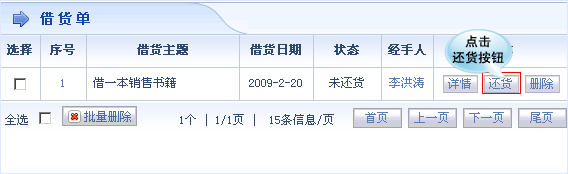 借货单
选择 序号 借货主题 借货日期 状态 经手人
点击
还货按钮
1 借一本销售书籍 2009-2-20 未还货 李洪涛 详情 还货 删除
全选 批量删除 1个 | 1/1页 | 15条信息/页 首页 上一页 下一页 尾页